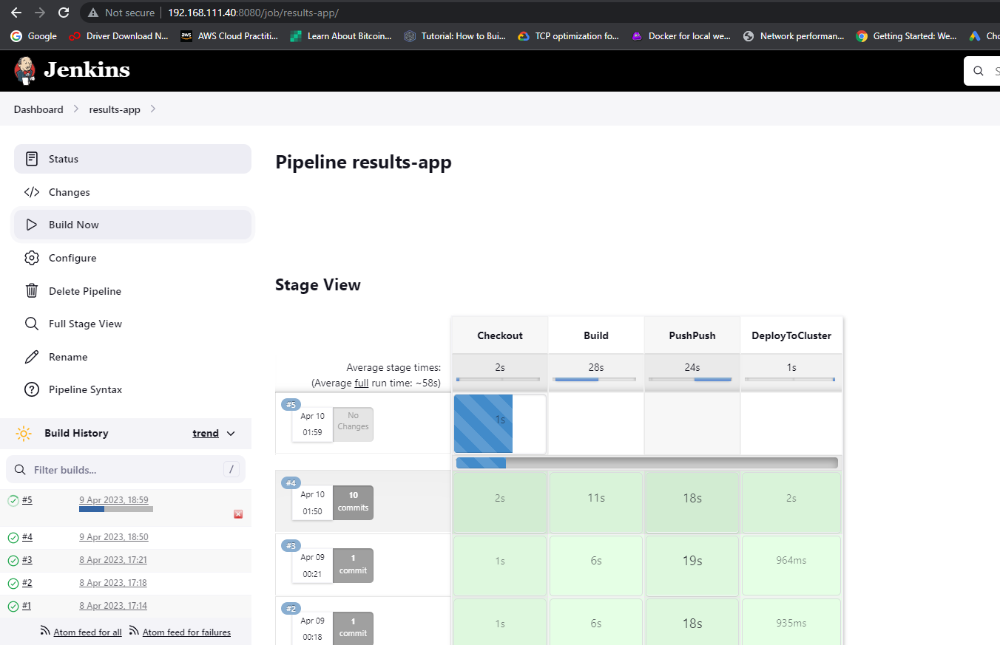 Not secure | 192.168.111.40:8080/job/results-app/
Google Driver Download N... aws AWS Cloud Practiti... Learn About Bitcoin... Tutorial: How to Bui... TCP optimation fo... Docker for local we... Network performan... Getting Started: We... Cho
Jenkins
S
Dashboard results-app
Status
Changes
Build Now
Configure
Delete Pipeline
Full Stage View
Rename
Pipeline Syntax
Build History trend
Filter builds... /
#5 9 Apr 2023, 18:59
#4 9 Apr 2023, 18:50
#3 8 Apr 2023, 17:21
#2 8 Apr 2023, 17:18
#1 8 Apr 2023, 17:14
Atom feed for all Atom feed for failures
Pipeline results-app
Stage View
Checkout Build PushPush DeployToCluster
Average stage times: 2s 28s 24s 1s
(Average full run time: ~58s)
#5
Apr 10 No
01:59 Changes
1s
#4
Apr 10 10
01:50 commits
2s 11s 18s 2s
#3
Apr 09 1
00:21 commit
1s 6s 19s 964ms
#2
Apr 09 1
00:18 commit
1s 6s 18s 935ms